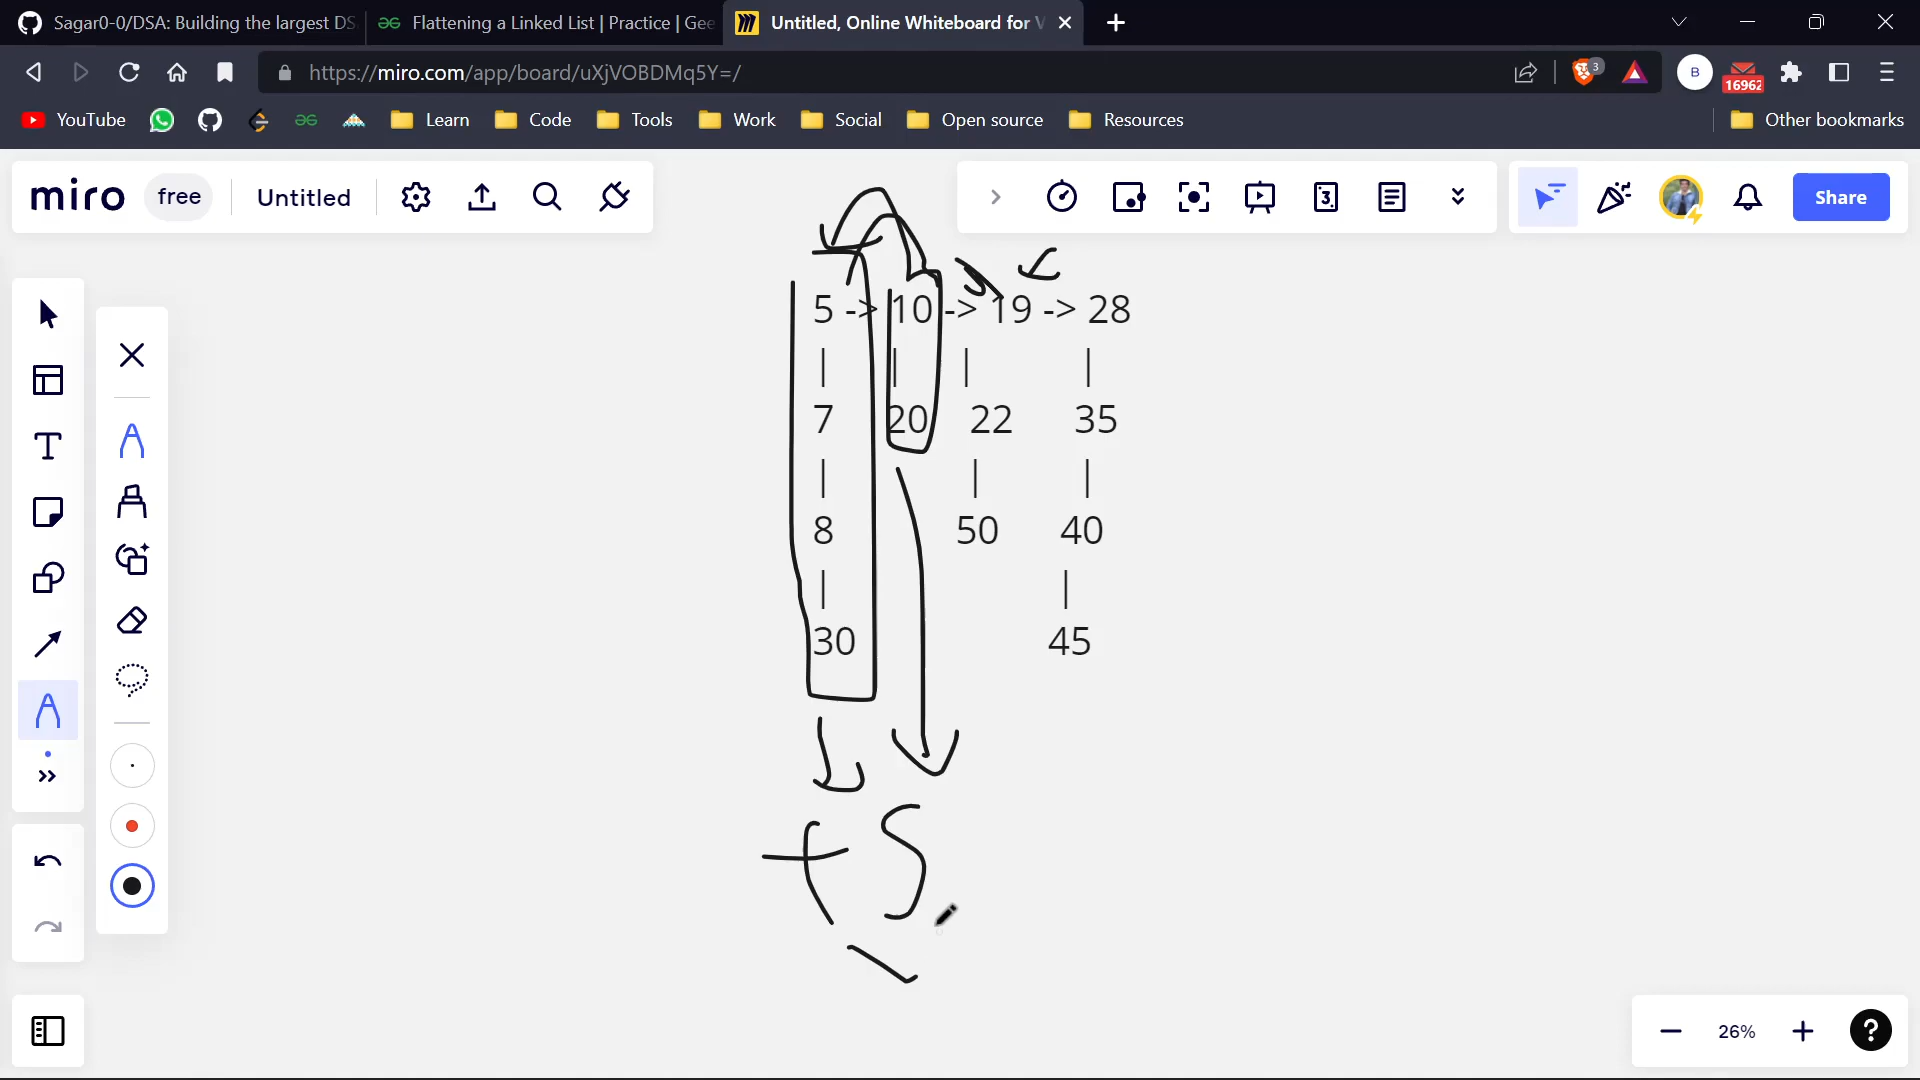 Sagar0-0/DSA: Building the largest DS
Flattening a Linked List | Practice | Gee
Untitled, Online Whiteboard for V
https://miro.com/app/board/uXjVOBDMq5Y=/
3
B
16962
YouTube
Learn
Code
Tools
Work
Social
Open source
Resources
Other bookmarks
miro
free
Untitled
3
Share
5 -> 10 -> 19 -> 28
| | | |
7 20 22 35
| | |
8 50 40
| |
30 45
26%
?